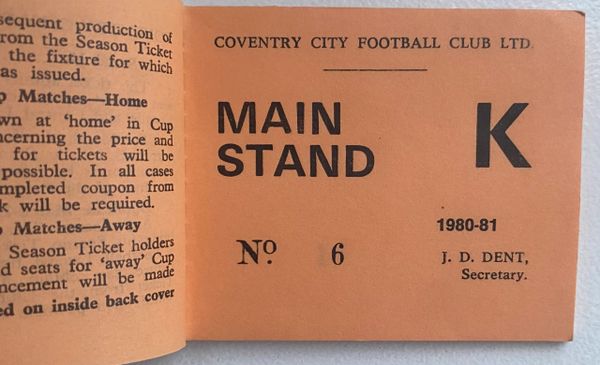 sequent production of
rom the Season Ticket
the fixture for which
as issued.
p Matches—Home
wn at 'home' in Cup
ncerning the price and
for tickets will be
possible. In all cases
mpleted coupon from
k will be required.
p Matches—Away
Season Ticket holders
d seats for 'away' Cup
ncement will be made
ed on inside back cover
COVENTRY CITY FOOTBALL CLUB LTD.
MAIN
STAND
K
1980-81
No. 6
J. D. DENT,
Secretary.